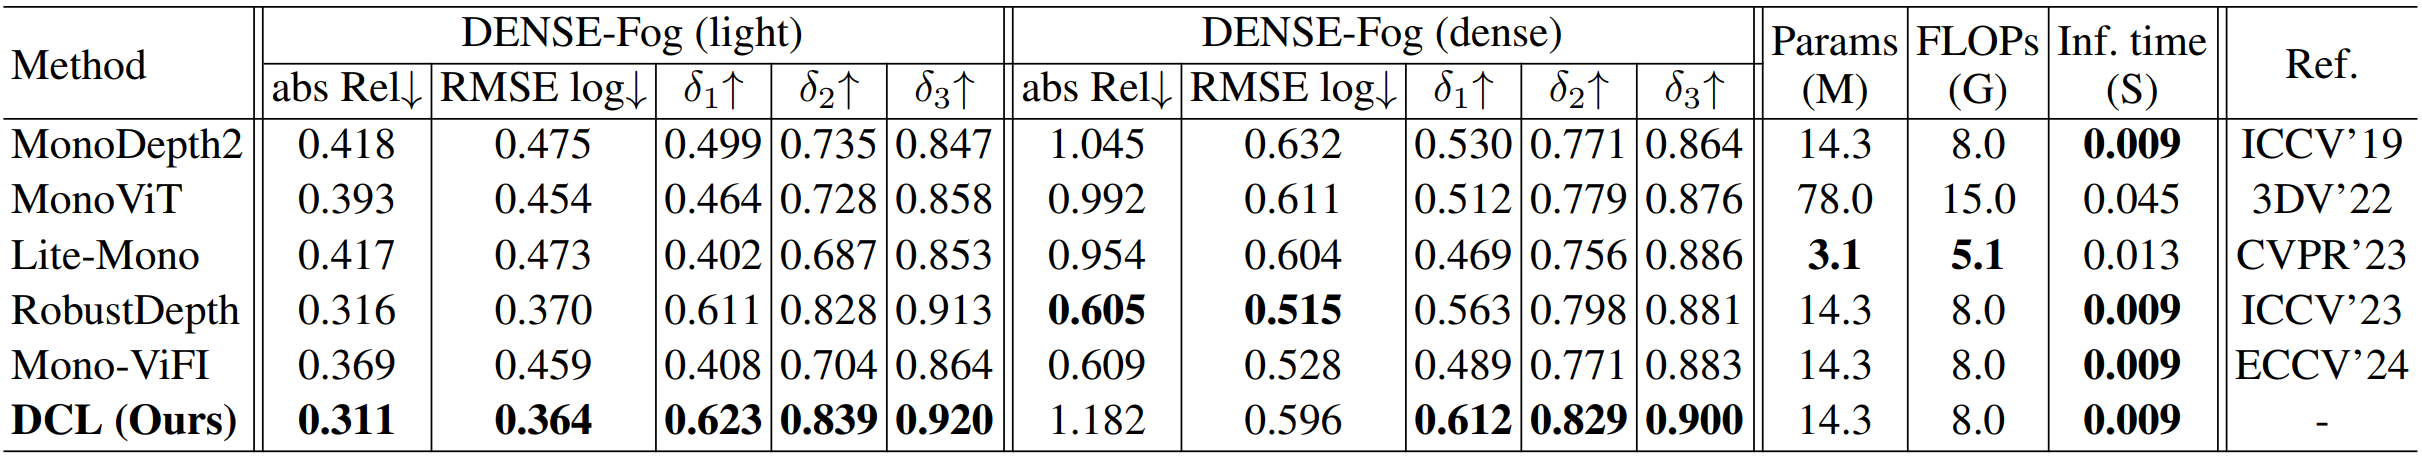 Method DENSE-Fog (light) DENSE-Fog (dense) Params (M) FLOPs (G) Inf. time (S) Ref.
abs Rel↓ RMSE log↓ δ1↑ δ2↑ δ3↑ abs Rel↓ RMSE log↓ δ1↑ δ2↑ δ3↑
MonoDepth2 0.418 0.475 0.499 0.735 0.847 1.045 0.632 0.530 0.771 0.864 14.3 8.0 0.009 ICCV'19
MonoViT 0.393 0.454 0.464 0.728 0.858 0.992 0.611 0.512 0.779 0.876 78.0 15.0 0.045 3DV'22
Lite-Mono 0.417 0.473 0.402 0.687 0.853 0.954 0.604 0.469 0.756 0.886 3.1 5.1 0.013 CVPR'23
RobustDepth 0.316 0.370 0.611 0.828 0.913 0.605 0.515 0.563 0.798 0.881 14.3 8.0 0.009 ICCV'23
Mono-ViFI 0.369 0.459 0.408 0.704 0.864 0.609 0.528 0.489 0.771 0.883 14.3 8.0 0.009 ECCV'24
DCL (Ours) 0.311 0.364 0.623 0.839 0.920 1.182 0.596 0.612 0.829 0.900 14.3 8.0 0.009 -